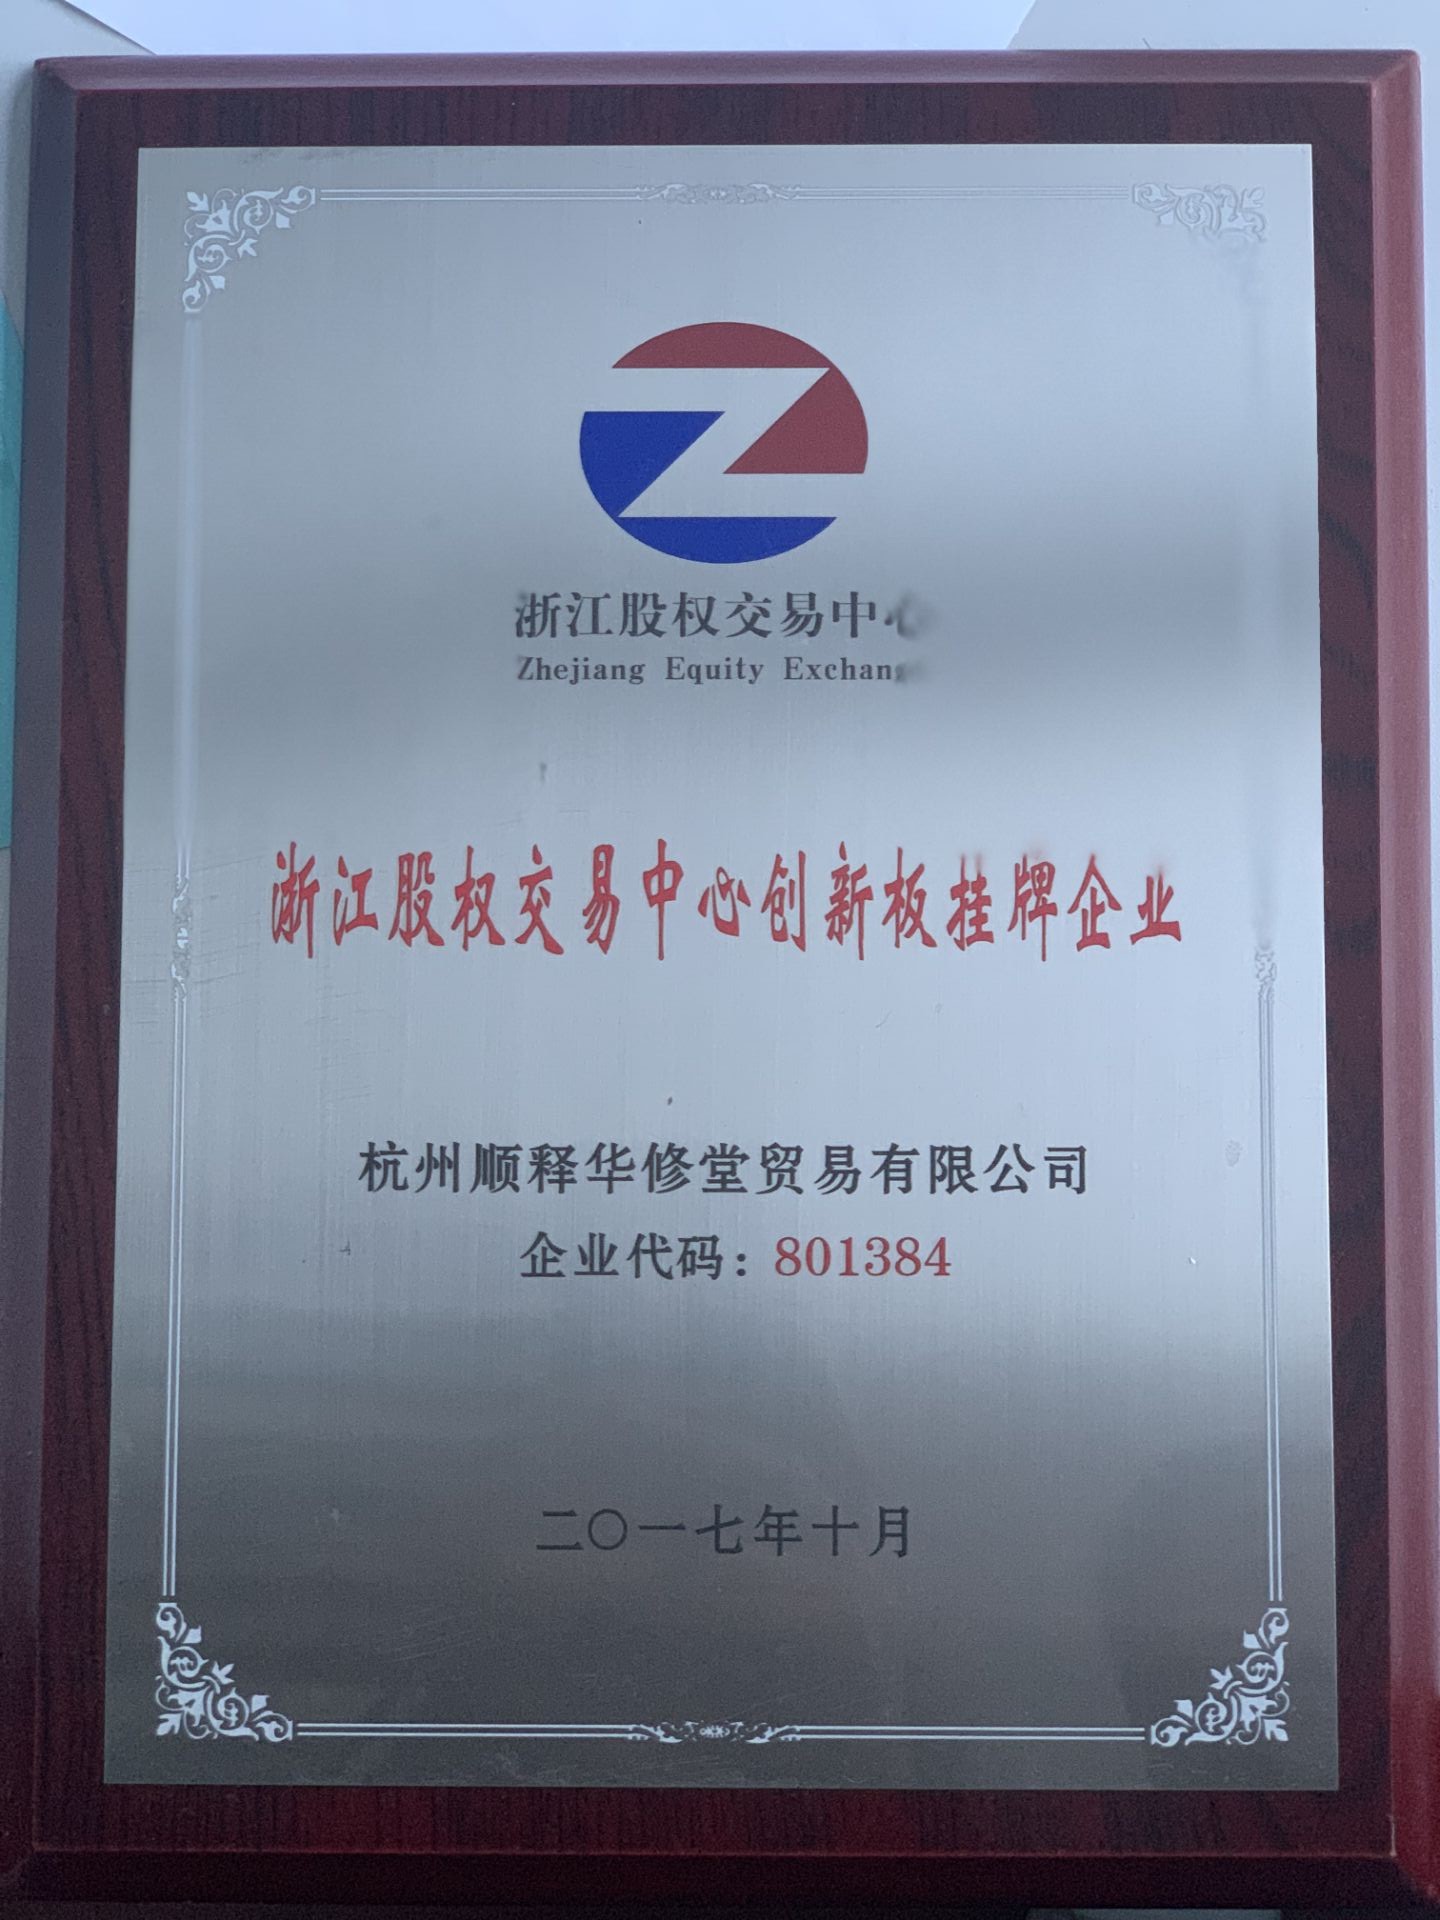 浙江股权交易中心
Zhejiang Equity Exchange
浙江股权交易中心创新板挂牌企业
杭州顺释华修堂贸易有限公司
企业代码：801384
二〇一七年十月